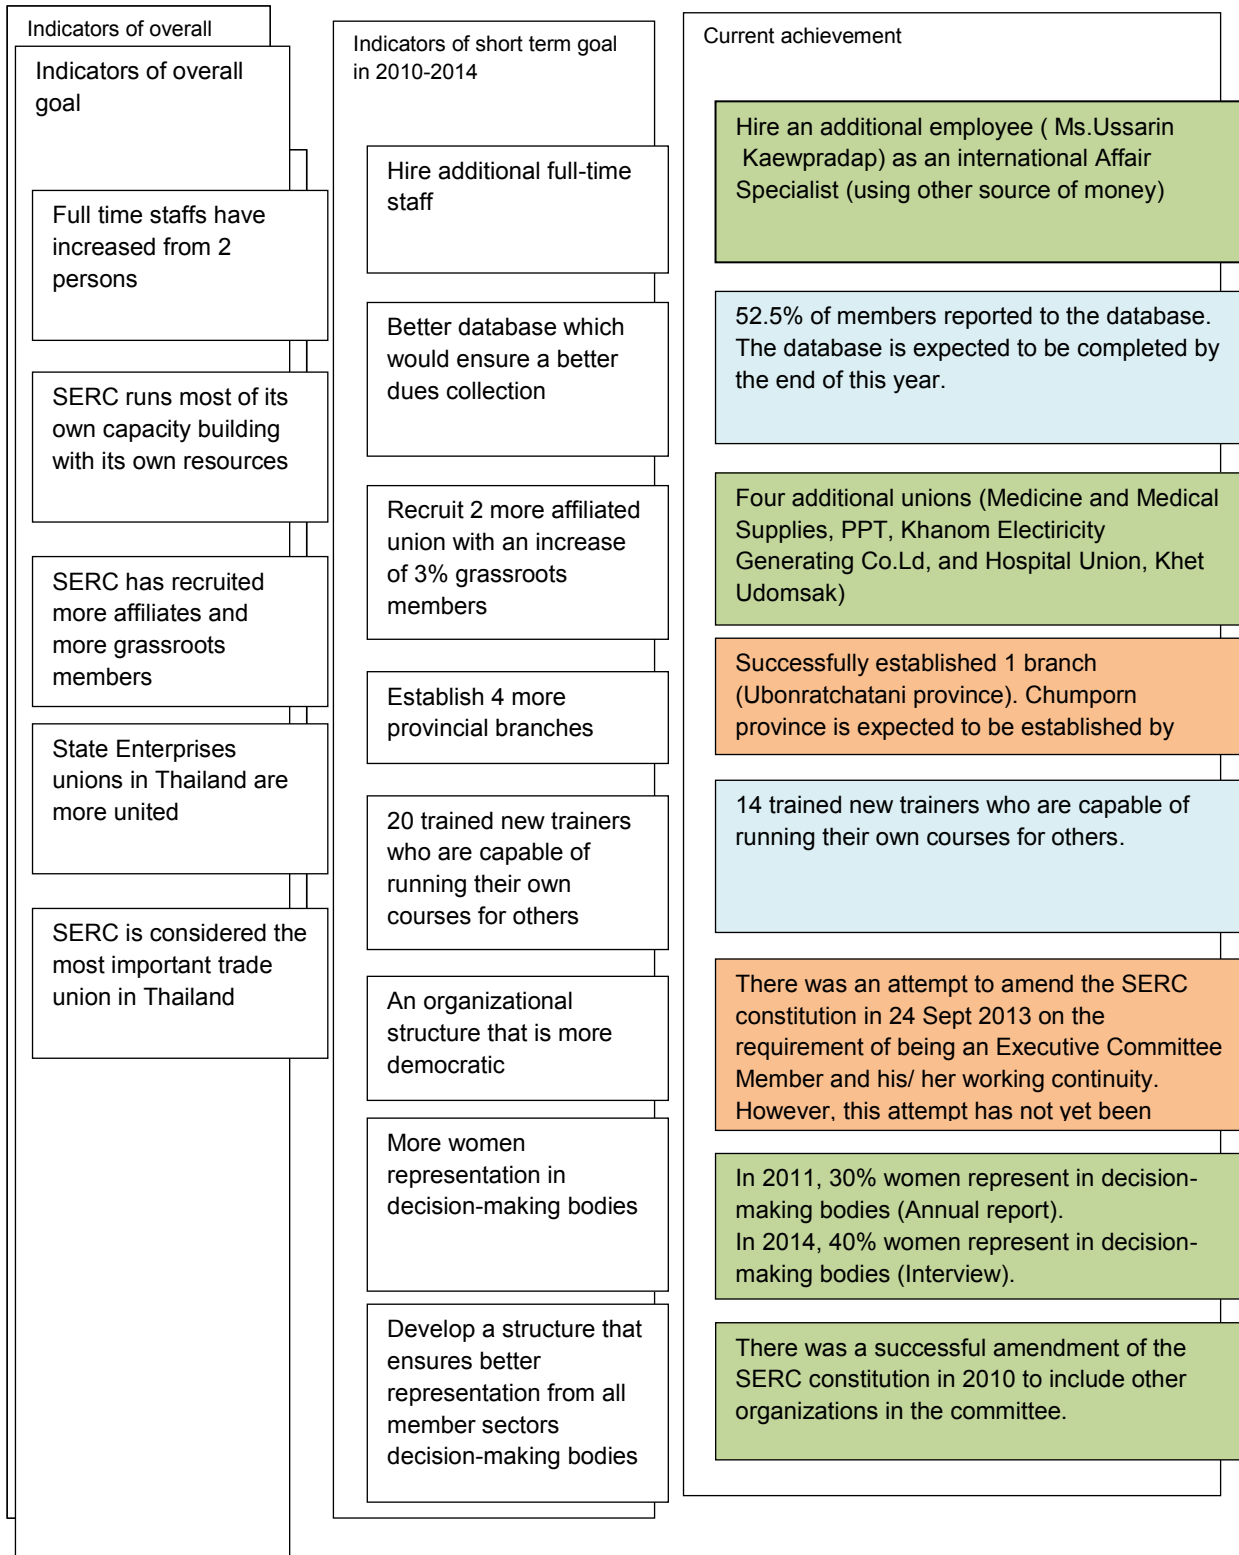 Indicators of overall
Indicators of overall
goal
Full time staffs have
increased from 2
persons
SERC runs most of its
own capacity building
with its own resources
SERC has recruited
more affiliates and
more grassroots
members
State Enterprises
unions in Thailand are
more united
SERC is considered the
most important trade
union in Thailand
Indicators of short term goal
in 2010-2014
Hire additional full-time
staff
Better database which
would ensure a better
dues collection
Recruit 2 more affiliated
union with an increase
of 3% grassroots
members
Establish 4 more
provincial branches
20 trained new trainers
who are capable of
running their own
courses for others
An organizational
structure that is more
democratic
More women
representation in
decision-making bodies
Develop a structure that
ensures better
representation from all
member sectors
decision-making bodies
Current achievement
Hire an additional employee ( Ms.Ussarin
Kaewpradap) as an international Affair
Specialist (using other source of money)
52.5% of members reported to the database.
The database is expected to be completed by
the end of this year.
Four additional unions (Medicine and Medical
Supplies, PPT, Khanom Electiricity
Generating Co.Ld, and Hospital Union, Khet
Udomsak)
Successfully established 1 branch
(Ubonratchatani province). Chumporn
province is expected to be established by
14 trained new trainers who are capable of
running their own courses for others.
There was an attempt to amend the SERC
constitution in 24 Sept 2013 on the
requirement of being an Executive Committee
Member and his/ her working continuity.
However, this attempt has not yet been
In 2011, 30% women represent in decision-
making bodies (Annual report).
In 2014, 40% women represent in decision-
making bodies (Interview).
There was a successful amendment of the
SERC constitution in 2010 to include other
organizations in the committee.